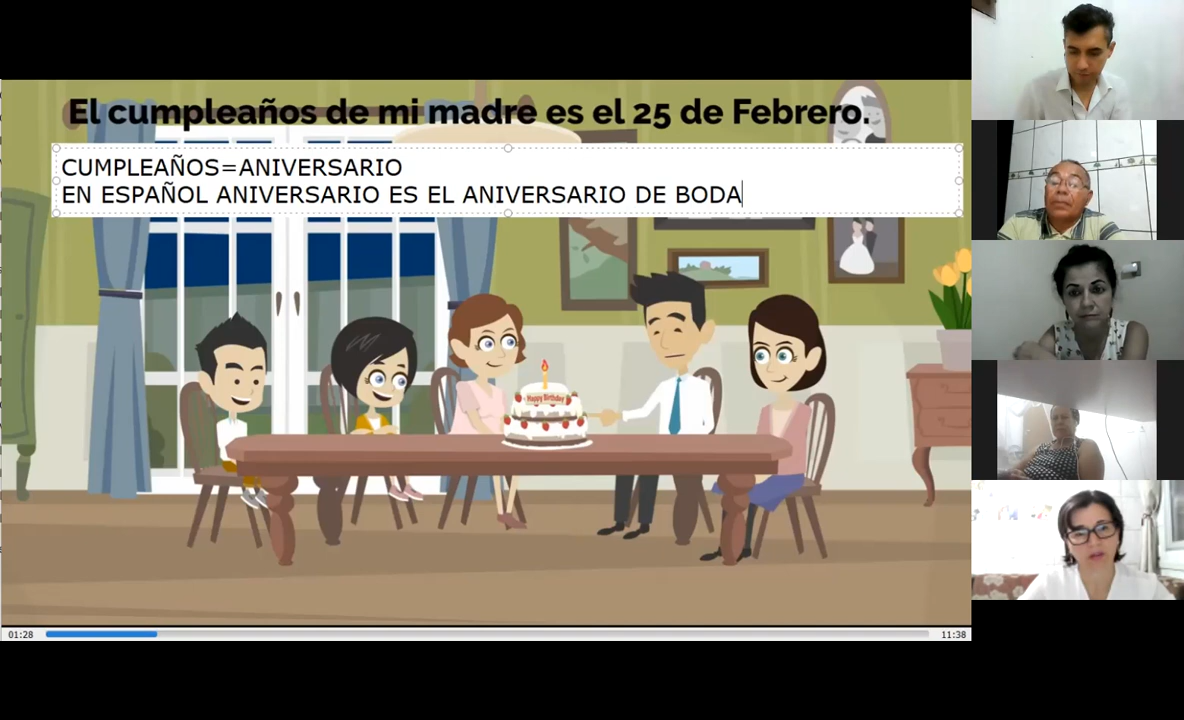 El cumpleaños de mi madre es el 25 de Febrero.
CUMPLEAÑOS=ANIVERSARIO
EN ESPAÑOL ANIVERSARIO ES EL ANIVERSARIO DE BODA
Happy Birthday
01:28
11:38